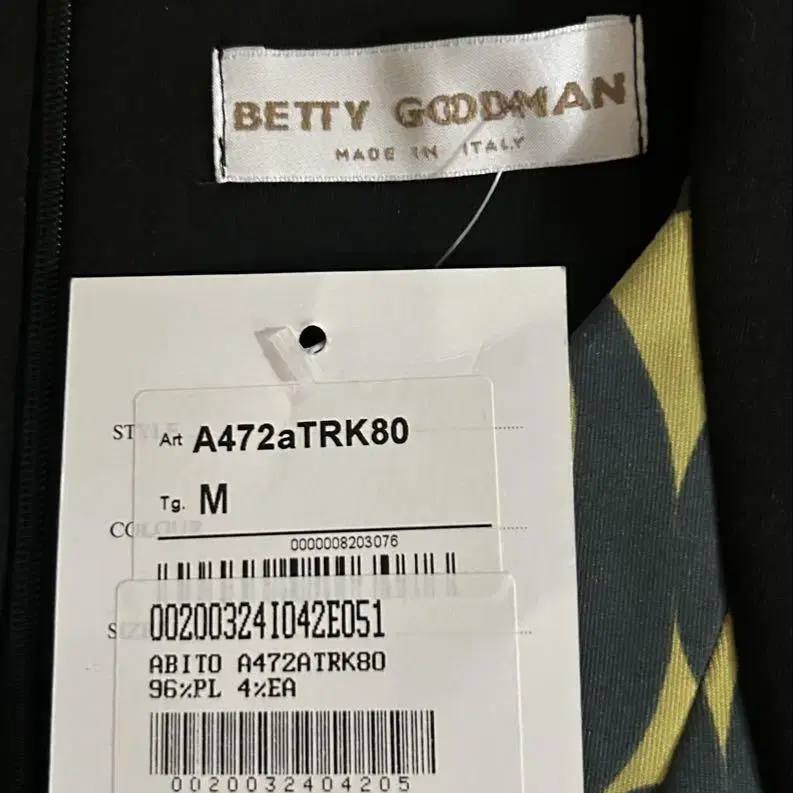 BETTY GOODMAN
MADE IN ITALY
STYLE
Art A472aTRK80
Tg. M
COLOUR
0000008203076
SIZE
00200324I042E051
ABITO A472ATRK80
96%PL 4%EA
0020032404205